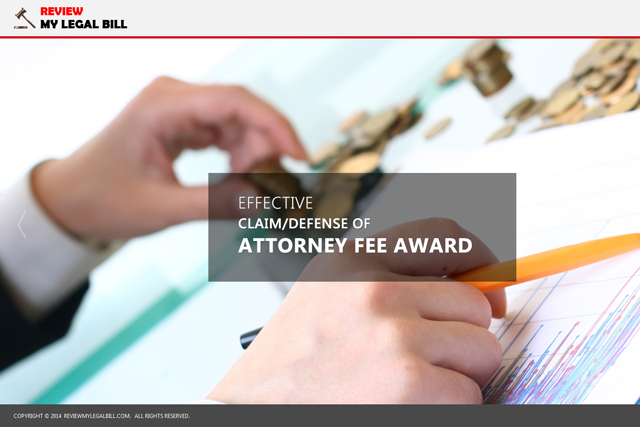 REVIEW
MY LEGAL BILL
EFFECTIVE
CLAIM/DEFENSE OF
ATTORNEY FEE AWARD
COPYRIGHT © 2014 REVIEWMYLEGALBILL.COM. ALL RIGHTS RESERVED.